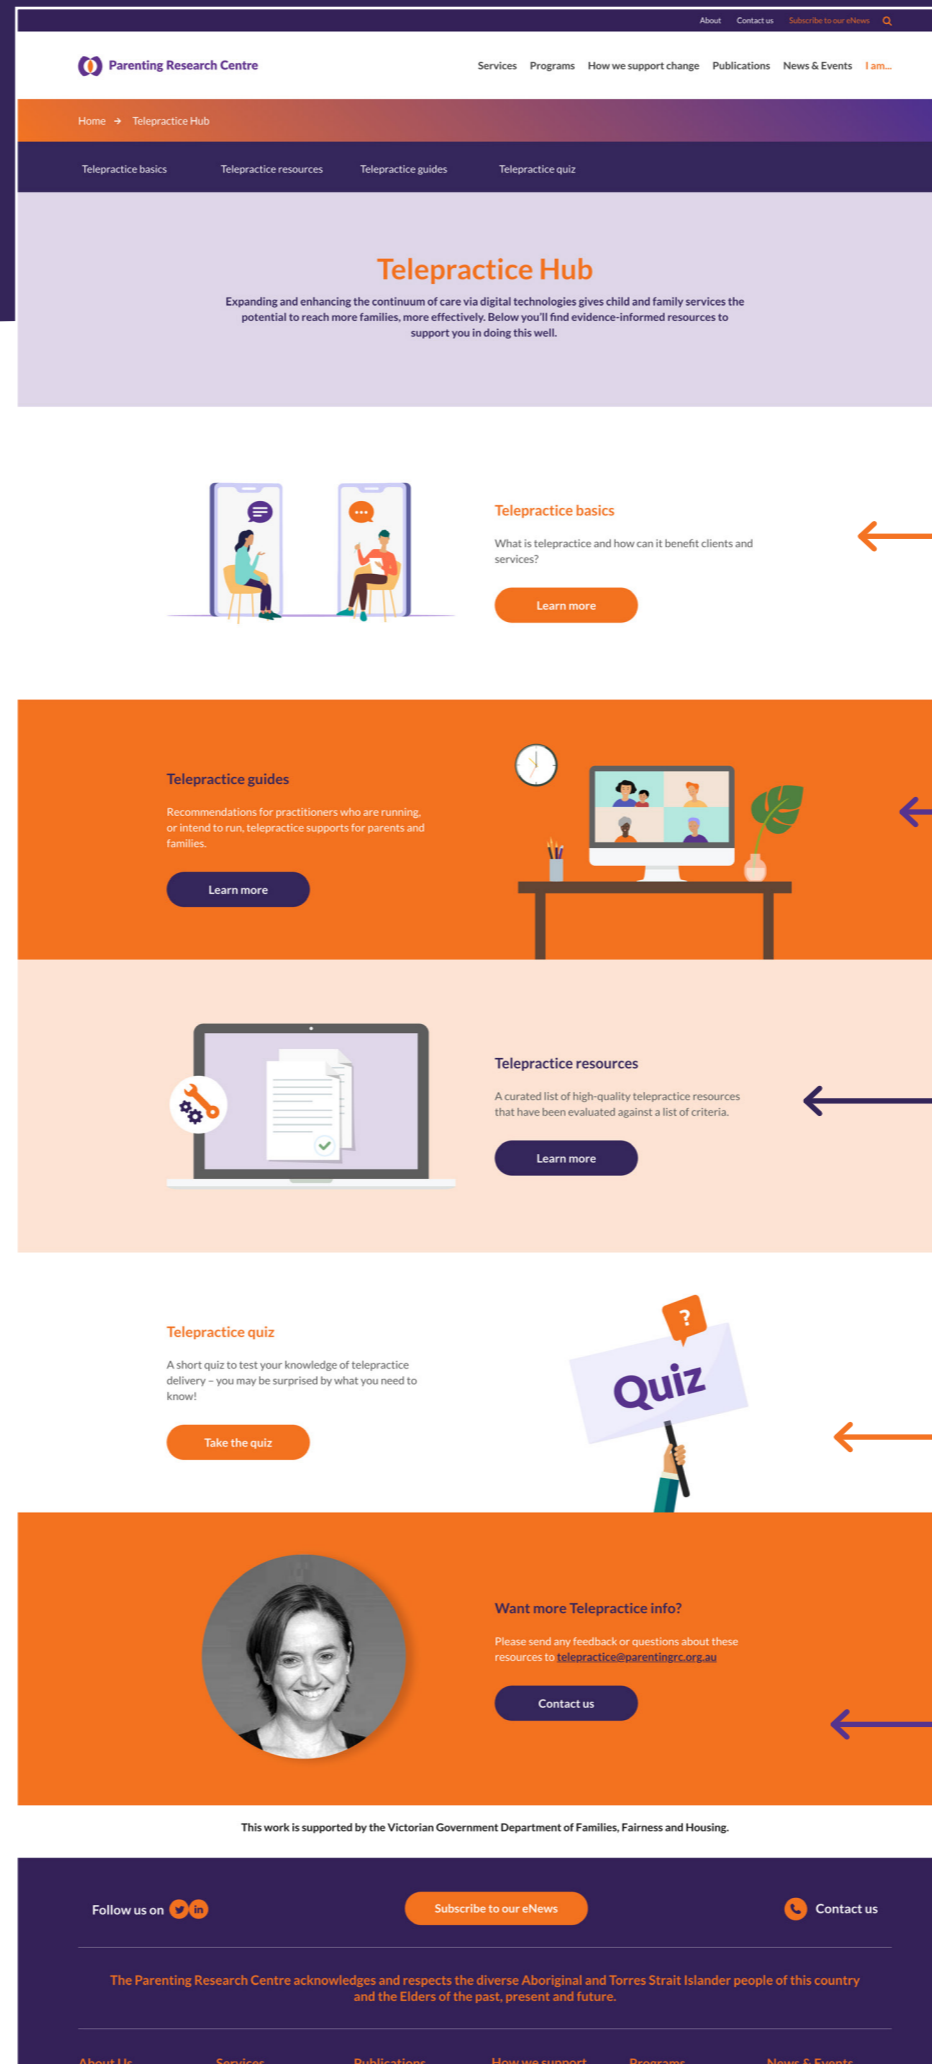 About Contact us Subscribe to our eNews
Parenting Research Centre
Services Programs How we support change Publications News & Events I am...
Home → Telepractice Hub
Telepractice basics Telepractice resources Telepractice guides Telepractice quiz
Telepractice Hub
Expanding and enhancing the continuum of care via digital technologies gives child and family services the
potential to reach more families, more effectively. Below you'll find evidence-informed resources to
support you in doing this well.
Telepractice basics
What is telepractice and how can it benefit clients and
services?
Learn more
Telepractice guides
Recommendations for practitioners who are running,
or intend to run, telepractice supports for parents and
families.
Learn more
Telepractice resources
A curated list of high-quality telepractice resources
that have been evaluated against a list of criteria.
Learn more
Telepractice quiz
A short quiz to test your knowledge of telepractice
delivery – you may be surprised by what you need to
know!
Take the quiz
?
Quiz
Want more Telepractice info?
Please send any feedback or questions about these
resources to telepractice@parentingrc.org.au
Contact us
This work is supported by the Victorian Government Department of Families, Fairness and Housing.
Follow us on in Subscribe to our eNews Contact us
The Parenting Research Centre acknowledges and respects the diverse Aboriginal and Torres Strait Islander people of this country
and the Elders of the past, present and future.
About Us Services Publications How we support Programs News & Events